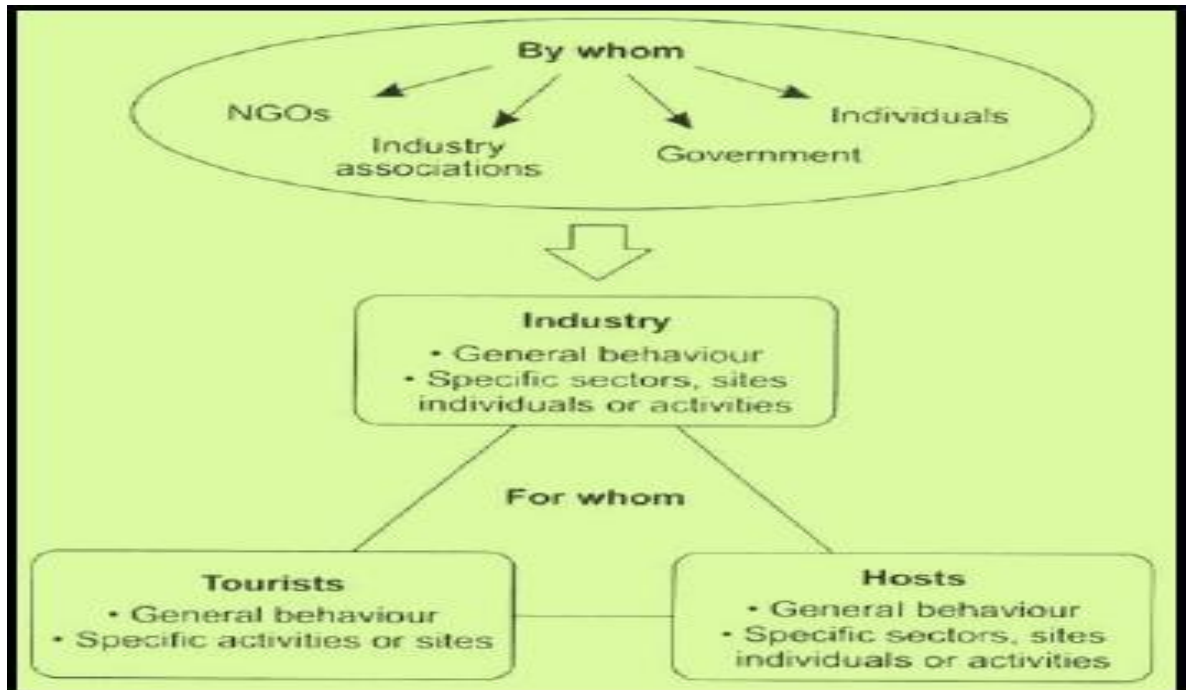 By whom
NGOs
Individuals
Industry
associations
Government
Industry
• General behaviour
• Specific sectors, sites
individuals or activities
For whom
Tourists
• General behaviour
• Specific activities or sites
Hosts
• General behaviour
• Specific sectors, sites
individuals or activities